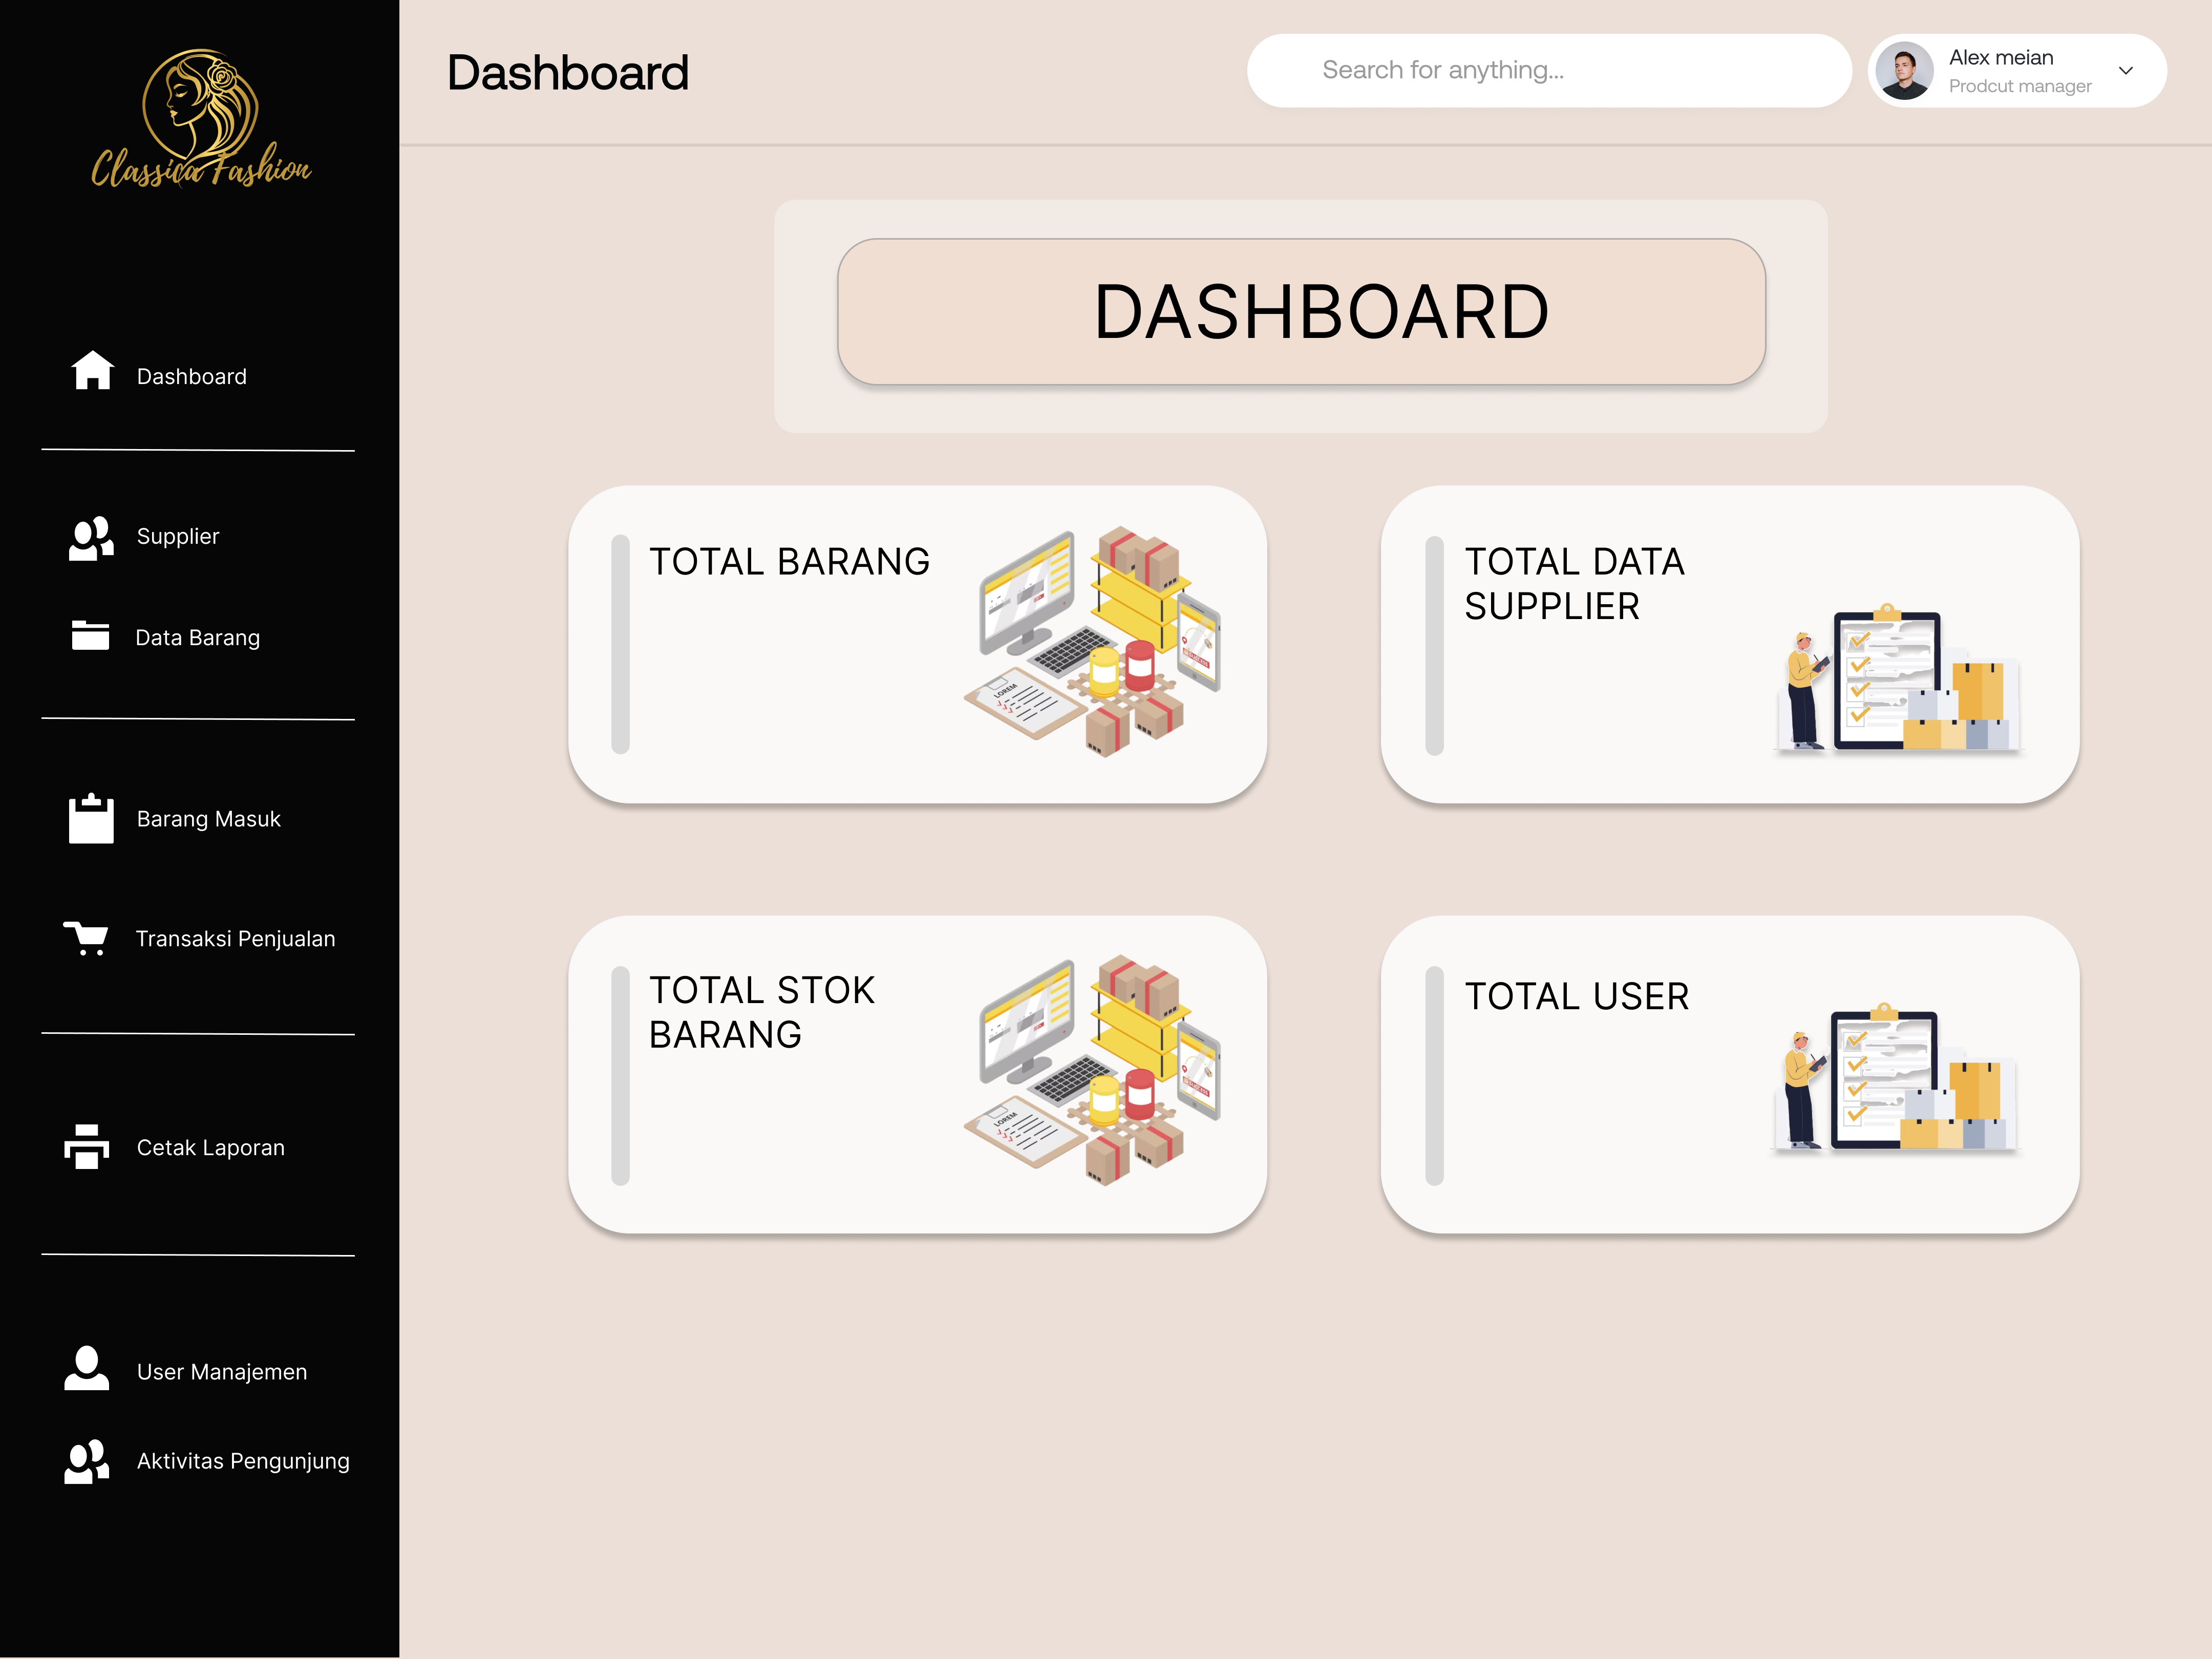 Classica Fashion
Dashboard
Search for anything...
Alex meian
Prodcut manager
DASHBOARD
Dashboard
Supplier
Data Barang
Barang Masuk
Transaksi Penjualan
Cetak Laporan
User Manajemen
Aktivitas Pengunjung
TOTAL BARANG
LOREM
TOTAL DATA
SUPPLIER
TOTAL STOK
BARANG
LOREM
TOTAL USER